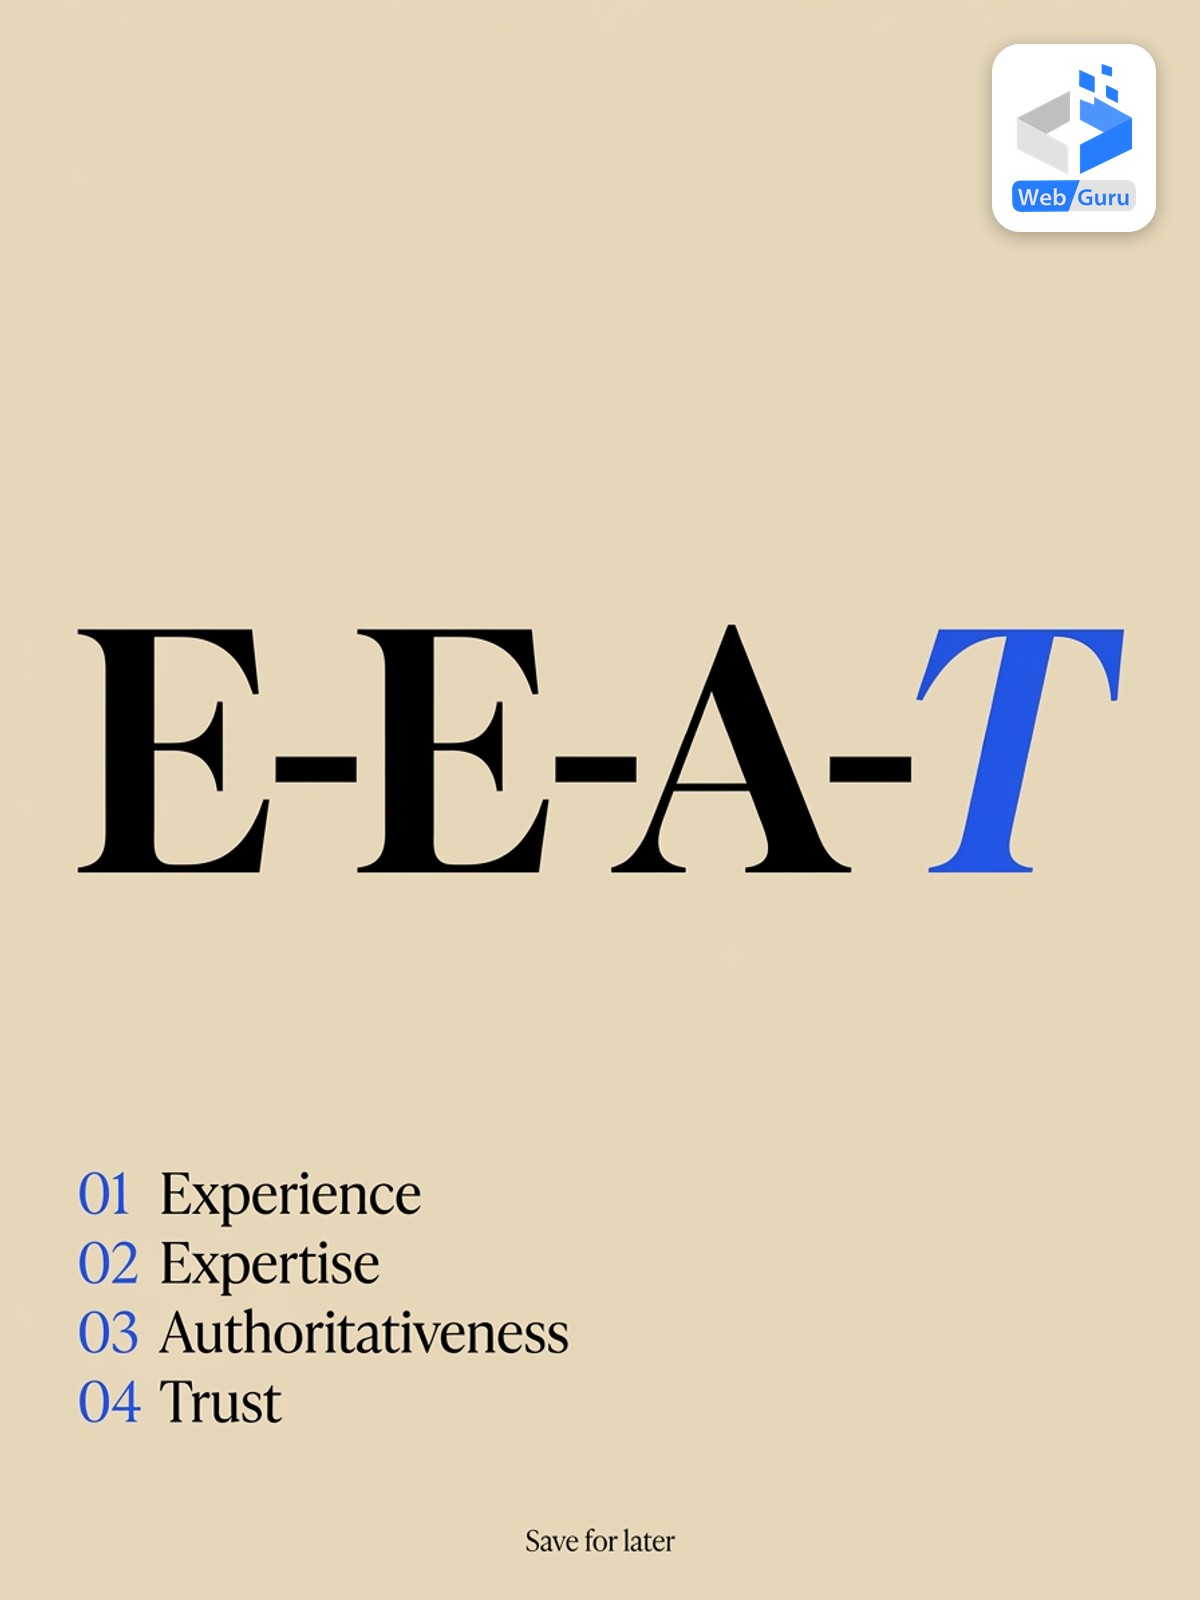 Web Guru
E-E-A-T
01 Experience
02 Expertise
03 Authoritativeness
04 Trust
Save for later